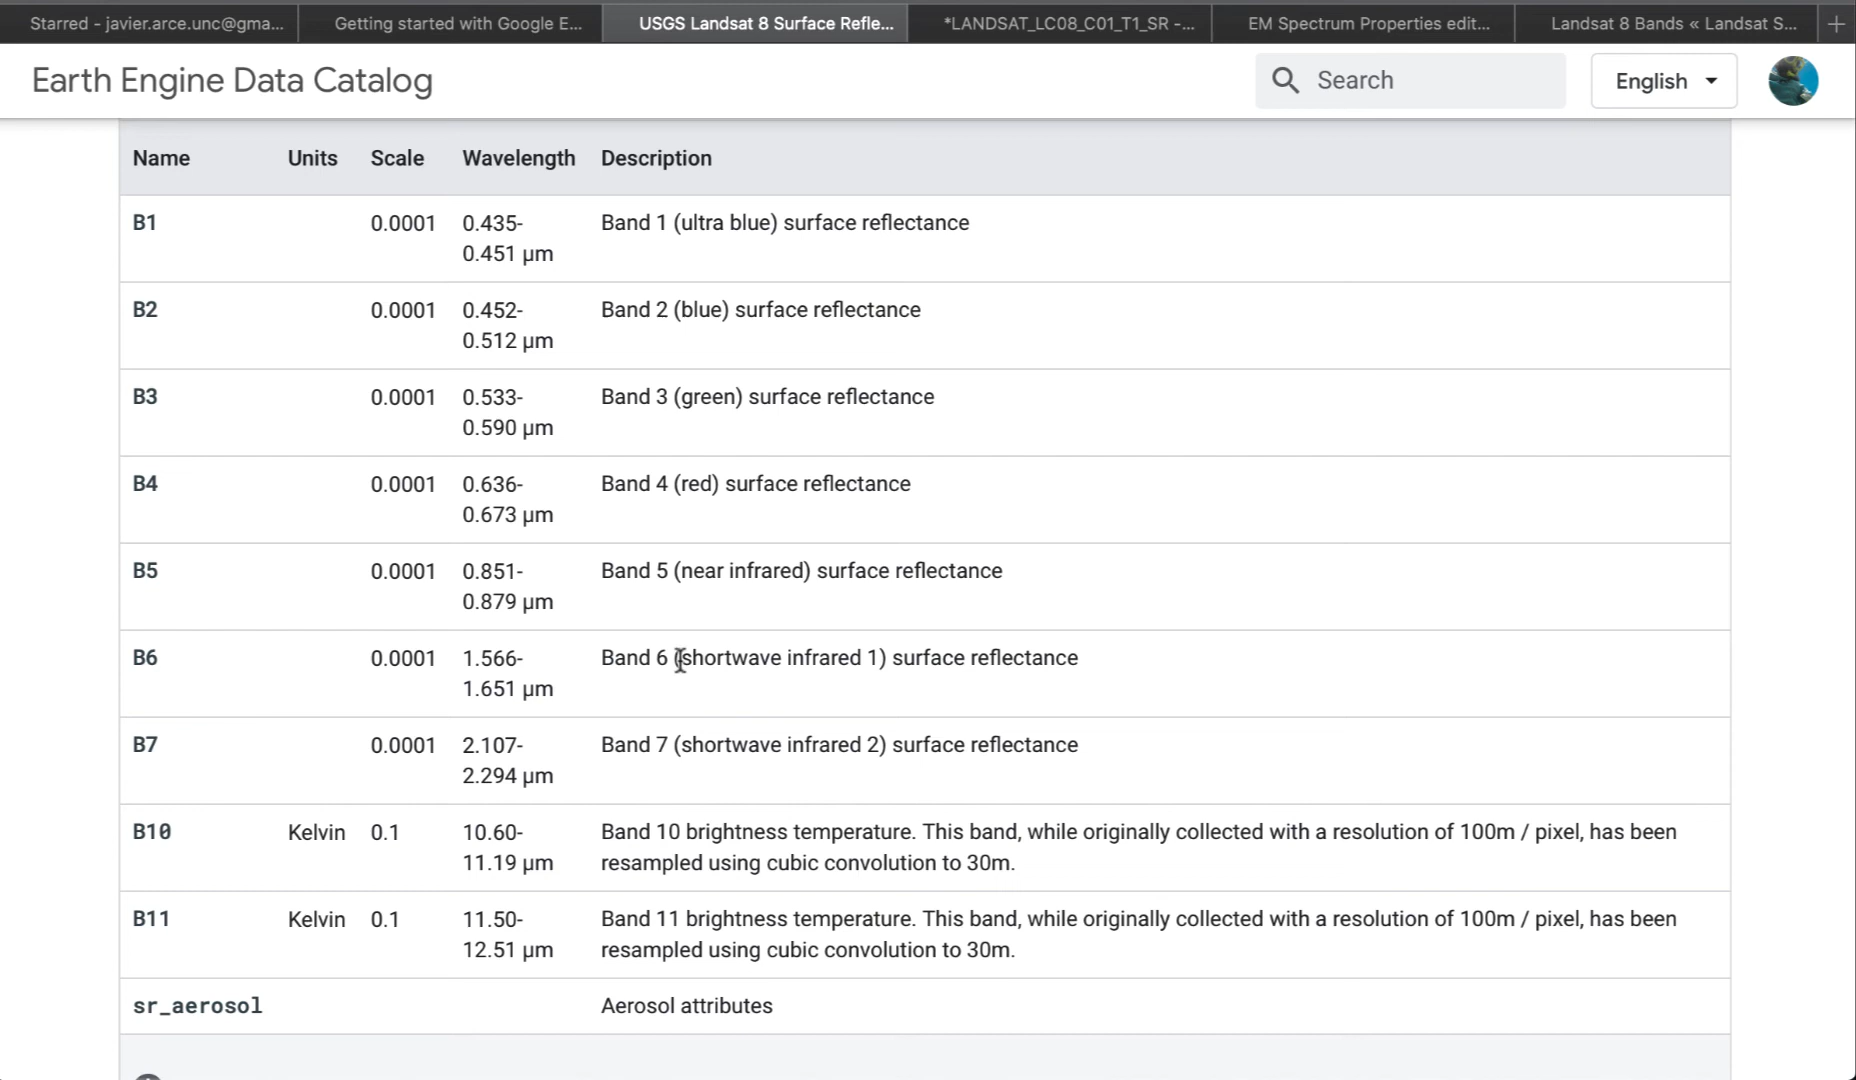 Starred - javier.arce.unc@gma...
Getting started with Google E...
USGS Landsat 8 Surface Refle...
*LANDSAT_LC08_C01_T1_SR -...
EM Spectrum Properties edit...
Landsat 8 Bands « Landsat S...
Earth Engine Data Catalog
Search
English
Name Units Scale Wavelength Description
B1 0.0001 0.435- Band 1 (ultra blue) surface reflectance
0.451 µm
B2 0.0001 0.452- Band 2 (blue) surface reflectance
0.512 µm
B3 0.0001 0.533- Band 3 (green) surface reflectance
0.590 µm
B4 0.0001 0.636- Band 4 (red) surface reflectance
0.673 µm
B5 0.0001 0.851- Band 5 (near infrared) surface reflectance
0.879 µm
B6 0.0001 1.566- Band 6 (shortwave infrared 1) surface reflectance
1.651 µm
B7 0.0001 2.107- Band 7 (shortwave infrared 2) surface reflectance
2.294 µm
B10 Kelvin 0.1 10.60- Band 10 brightness temperature. This band, while originally collected with a resolution of 100m / pixel, has been
11.19 µm resampled using cubic convolution to 30m.
B11 Kelvin 0.1 11.50- Band 11 brightness temperature. This band, while originally collected with a resolution of 100m / pixel, has been
12.51 µm resampled using cubic convolution to 30m.
sr_aerosol Aerosol attributes